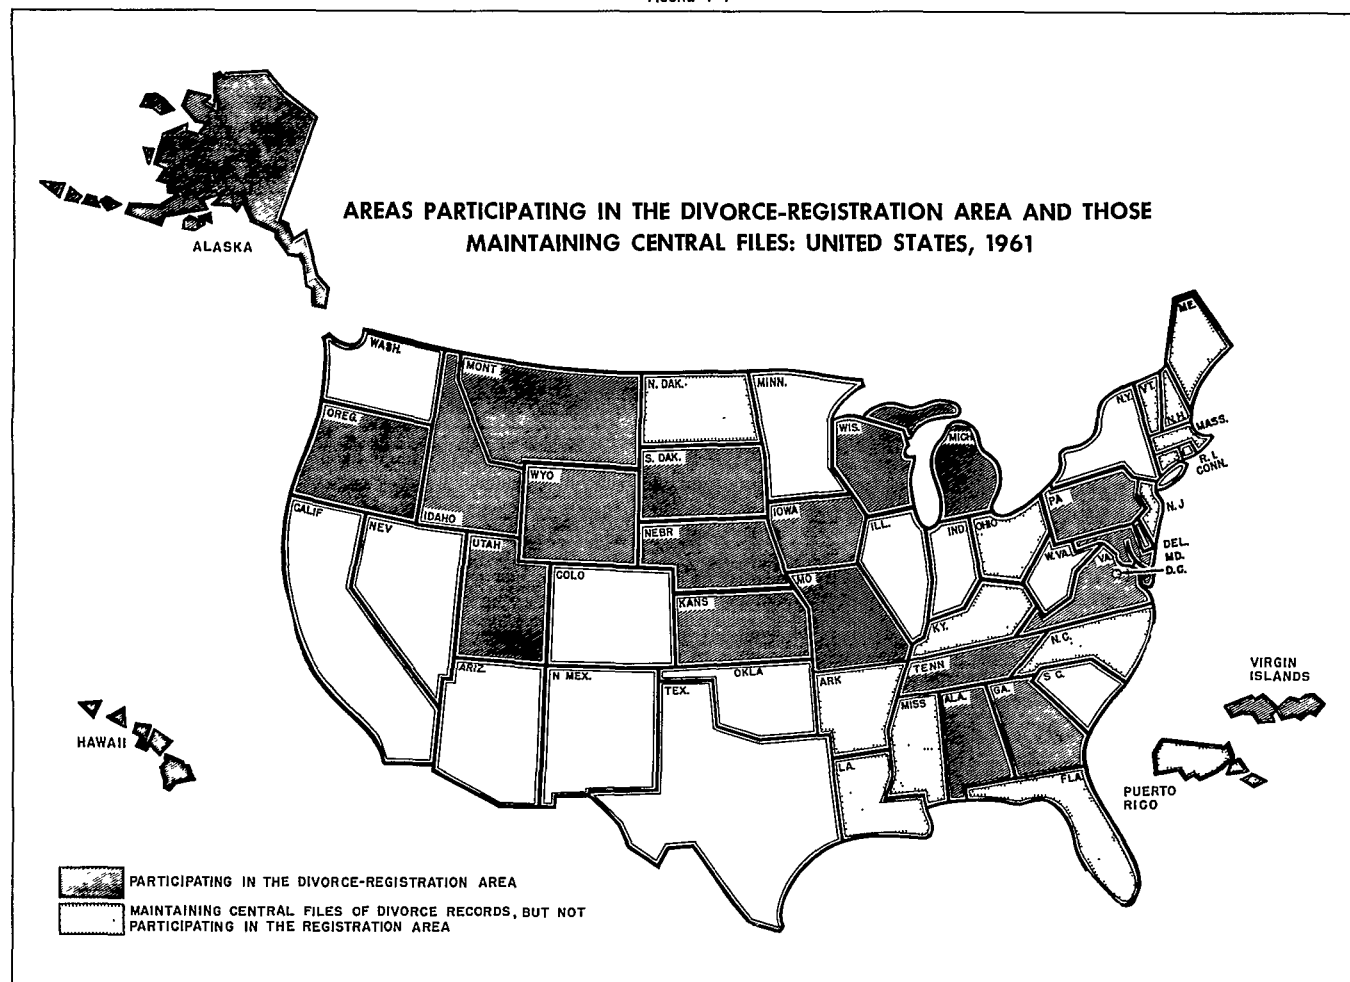 ALASKA
AREAS PARTICIPATING IN THE DIVORCE-REGISTRATION AREA AND THOSE
MAINTAINING CENTRAL FILES: UNITED STATES, 1961
WASH.
MONT
N. DAK.
MINN.
OREG.
IDAHO
WYO
S. DAK.
WIS.
MICH
ME.
N.Y.
VT.
N.H.
MASS.
R. I.
CONN.
CALIF
NEV
UTAH
COLO
NEBR
IOWA
ILL.
IND
OHIO
PA
N. J
W. VA.
VA.
DEL.
MD.
D.C.
KANS
MO
KY.
ARIZ.
N MEX.
OKLA
TEX.
ARK
TENN
N.C.
S C.
MISS
ALA.
GA.
LA.
FLA.
HAWAII
VIRGIN
ISLANDS
PUERTO
RICO
PARTICIPATING IN THE DIVORCE-REGISTRATION AREA
MAINTAINING CENTRAL FILES OF DIVORCE RECORDS, BUT NOT
PARTICIPATING IN THE REGISTRATION AREA